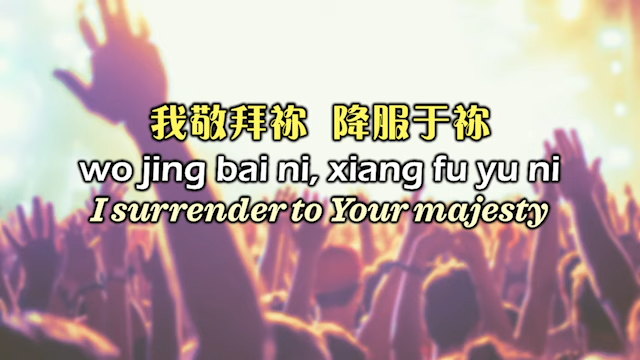 我敬拜祢 降服于祢
wo jing bai ni, xiang fu yu ni
I surrender to Your majesty